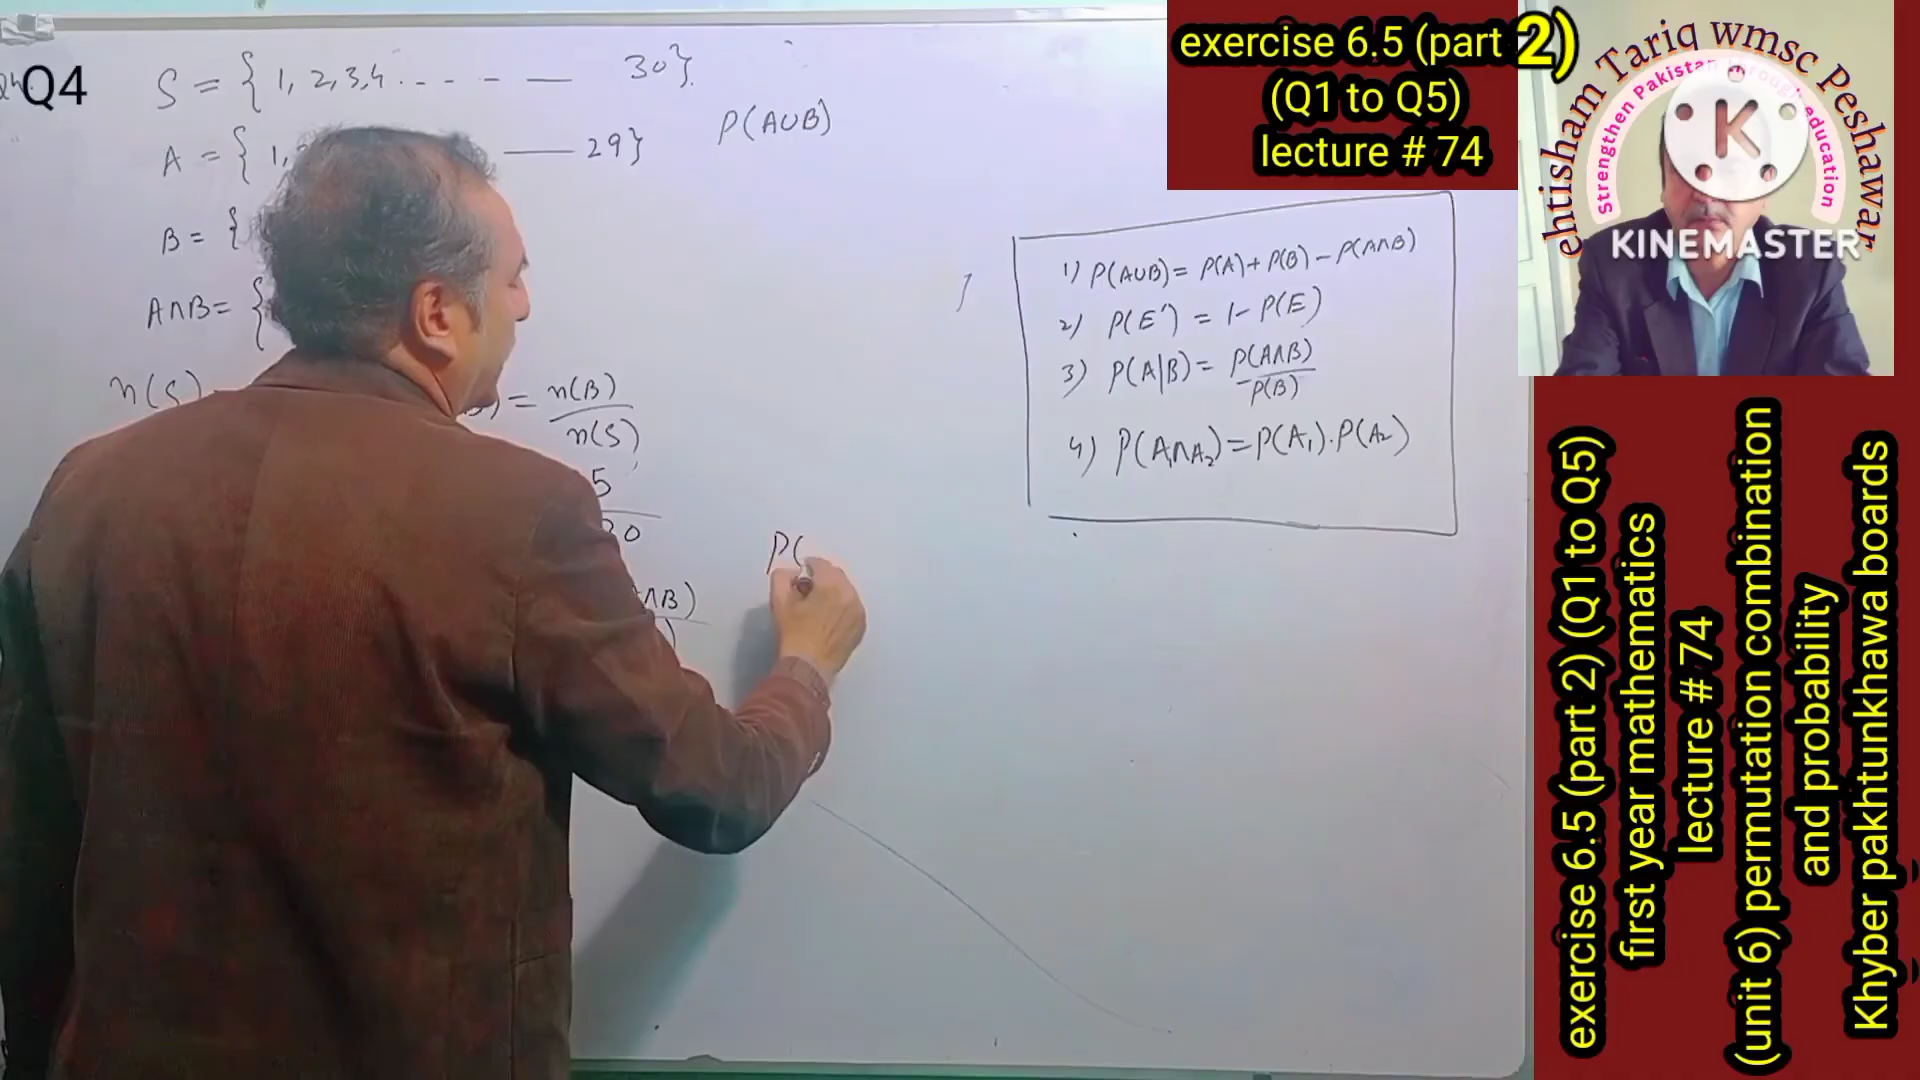 Q4
S = { 1, 2, 3, 4 . - - - — 30}.
A = { 1, —— 29}
P(A∪B)
B = {
A∩B = {
n(S)
) = n(B)
n(S)
5
∩B)
)
P(
1) P(A∪B) = P(A) + P(B) - P(A∩B)
2) P(E') = 1 - P(E)
3) P(A|B) = P(A∩B)
P(B)
4) P(A₁∩A₂) = P(A₁).P(A₂)
exercise 6.5 (part 2)
(Q1 to Q5)
lecture # 74
ehtisham Tariq wmsc Peshawar
Strengthen Pakistan through education
K
KINEMASTER
exercise 6.5 (part 2) (Q1 to Q5)
first year mathematics
lecture # 74
(unit 6) permutation combination
and probability
Khyber pakhtunkhawa boards